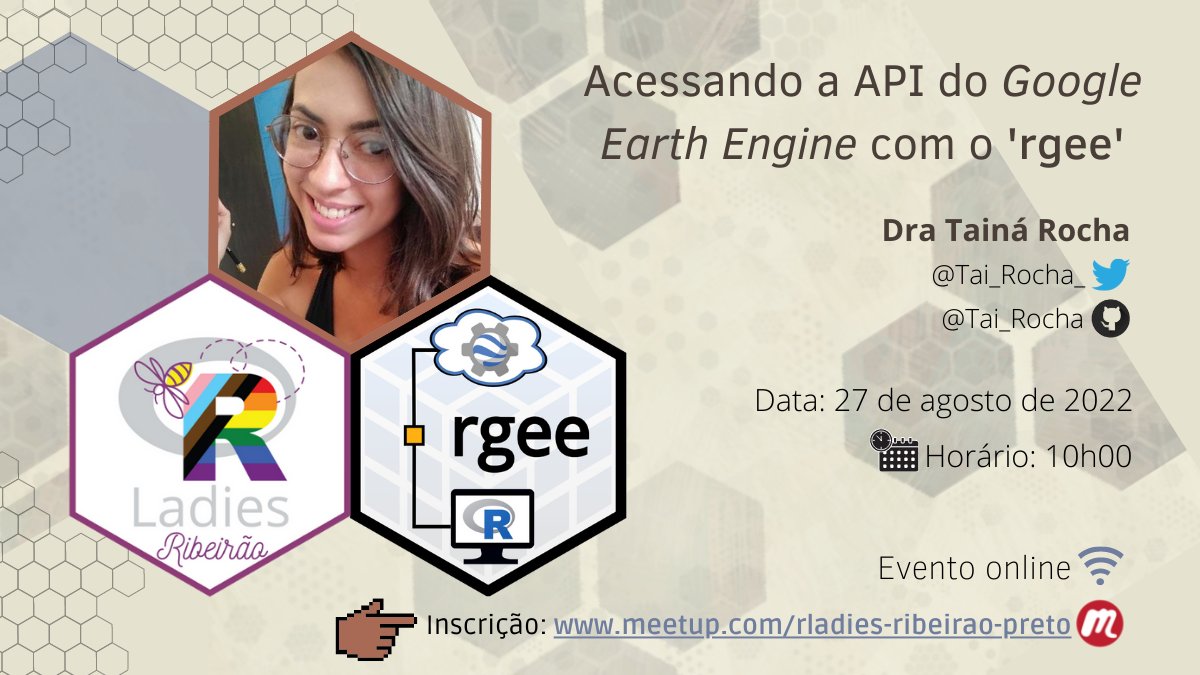 Acessando a API do Google
Earth Engine com o 'rgee'
Dra Tainá Rocha
@Tai_Rocha_
@Tai_Rocha
Data: 27 de agosto de 2022
Horário: 10h00
Evento online
Inscrição: www.meetup.com/rladies-ribeirao-preto
m
R
Ladies
Ribeirão
rgee
R